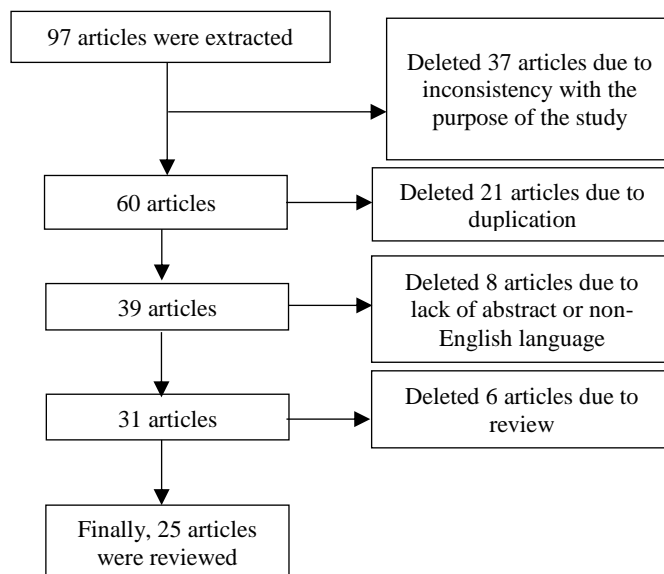 97 articles were extracted
Deleted 37 articles due to
inconsistency with the
purpose of the study
60 articles
Deleted 21 articles due to
duplication
39 articles
Deleted 8 articles due to
lack of abstract or non-
English language
31 articles
Deleted 6 articles due to
review
Finally, 25 articles
were reviewed